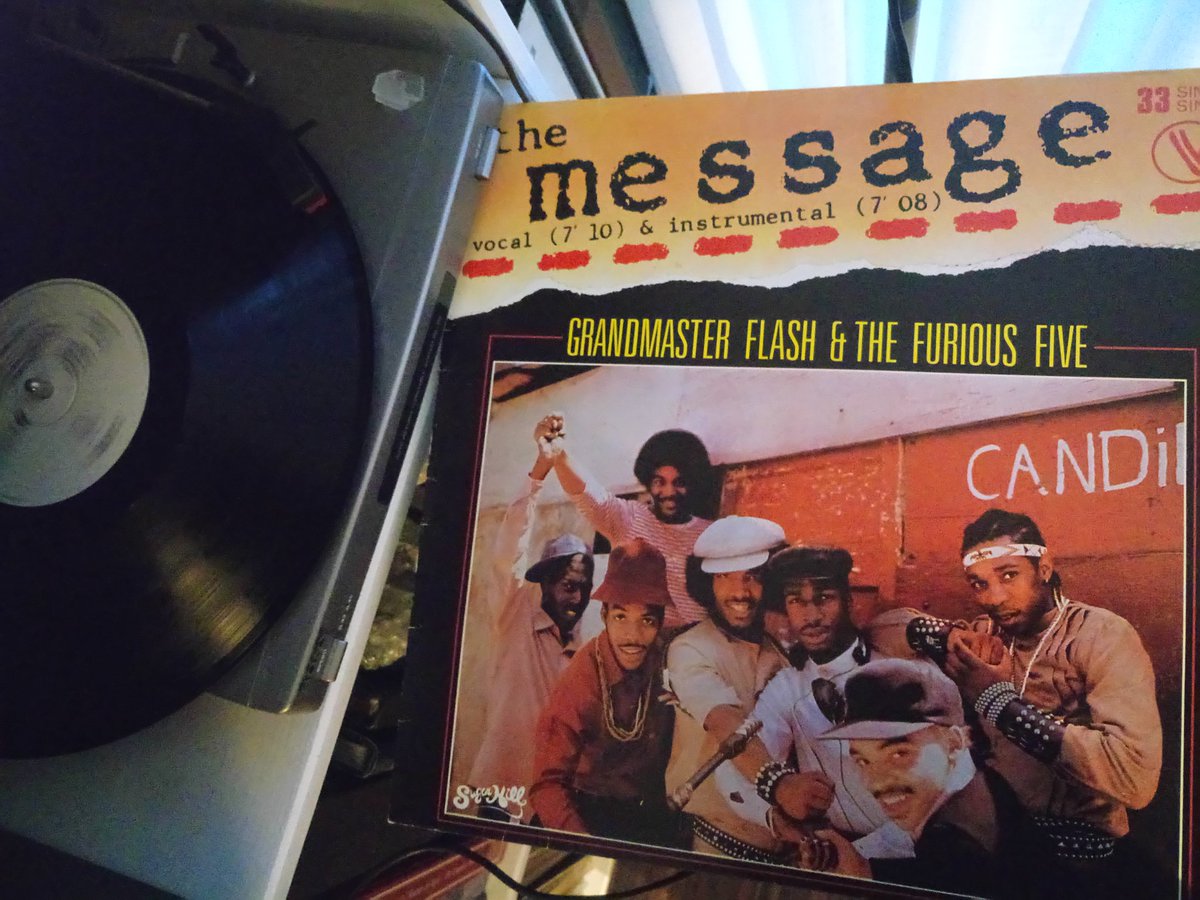 the
message
33
vocal (7' 10) & instrumental (7' 08)
GRANDMASTER FLASH & THE FURIOUS FIVE
CANDi
Sugar Hill